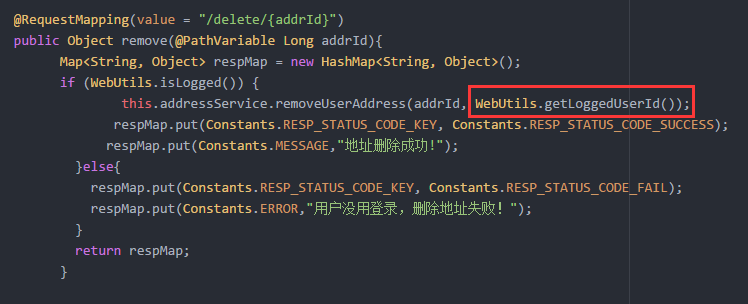 @RequestMapping(value = "/delete/{addrId}")
public Object remove(@PathVariable Long addrId){
Map<String, Object> respMap = new HashMap<String, Object>();
if (WebUtils.isLogged()) {
this.addressService.removeUserAddress(addrId, WebUtils.getLoggedUserId());
respMap.put(Constants.RESP_STATUS_CODE_KEY, Constants.RESP_STATUS_CODE_SUCCESS);
respMap.put(Constants.MESSAGE,"地址删除成功!");
}else{
respMap.put(Constants.RESP_STATUS_CODE_KEY, Constants.RESP_STATUS_CODE_FAIL);
respMap.put(Constants.ERROR,"用户没用登录，删除地址失败！");
}
return respMap;
}